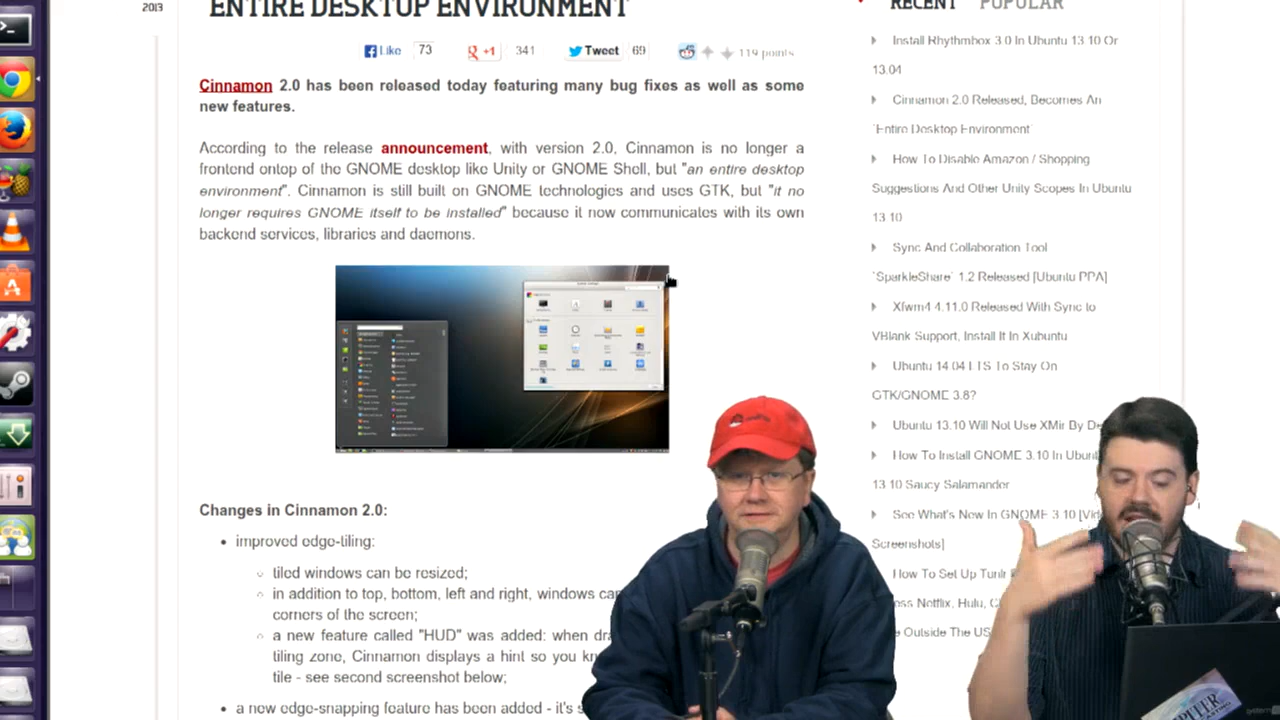 2013
ENTIRE DESKTOP ENVIRONMENT
RECENT POPULAR
Like 73
+1 341
Tweet 69
119 points
Cinnamon 2.0 has been released today featuring many bug fixes as well as some
new features.
According to the release announcement, with version 2.0, Cinnamon is no longer a
frontend ontop of the GNOME desktop like Unity or GNOME Shell, but "an entire desktop
environment". Cinnamon is still built on GNOME technologies and uses GTK, but "it no
longer requires GNOME itself to be installed" because it now communicates with its own
backend services, libraries and daemons.
Changes in Cinnamon 2.0:
improved edge-tiling:
tiled windows can be resized;
in addition to top, bottom, left and right, windows can
corners of the screen;
a new feature called "HUD" was added: when
tiling zone, Cinnamon displays a hint so you
tile - see second screenshot below;
a new edge-snapping feature has been added - it's
Install Rhythmbox 3.0 In Ubuntu 13.10 Or
13.04
Cinnamon 2.0 Released, Becomes An
`Entire Desktop Environment`
How To Disable Amazon / Shopping
Suggestions And Other Unity Scopes In Ubuntu
13.10
Sync And Collaboration Tool
`SparkleShare` 1.2 Released [Ubuntu PPA]
Xfwm4 4.11.0 Released With Sync to
VBlank Support, Install It In Xubuntu
Ubuntu 14.04 LTS To Stay On
GTK/GNOME 3.8?
Ubuntu 13.10 Will Not Use XMir By
How To Install GNOME 3.10 In
13.10 Saucy Salamander
See What's New In GNOME 3.10
Screenshots]
How To Set Up Tunlr
Netflix, Hulu,
Outside The US